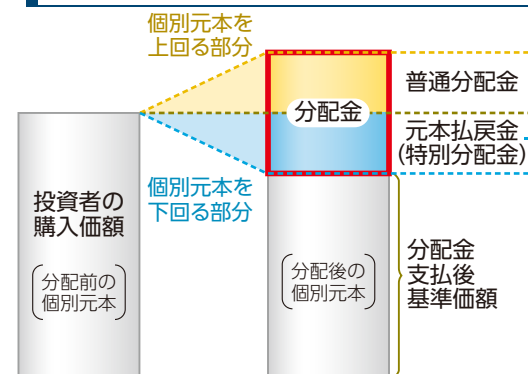 個別元本を
上回る部分
普通分配金
分配金
元本払戻金
(特別分配金)
個別元本を
下回る部分
投資者の
購入価額
分配前の
個別元本
分配後の
個別元本
分配金
支払後
基準価額